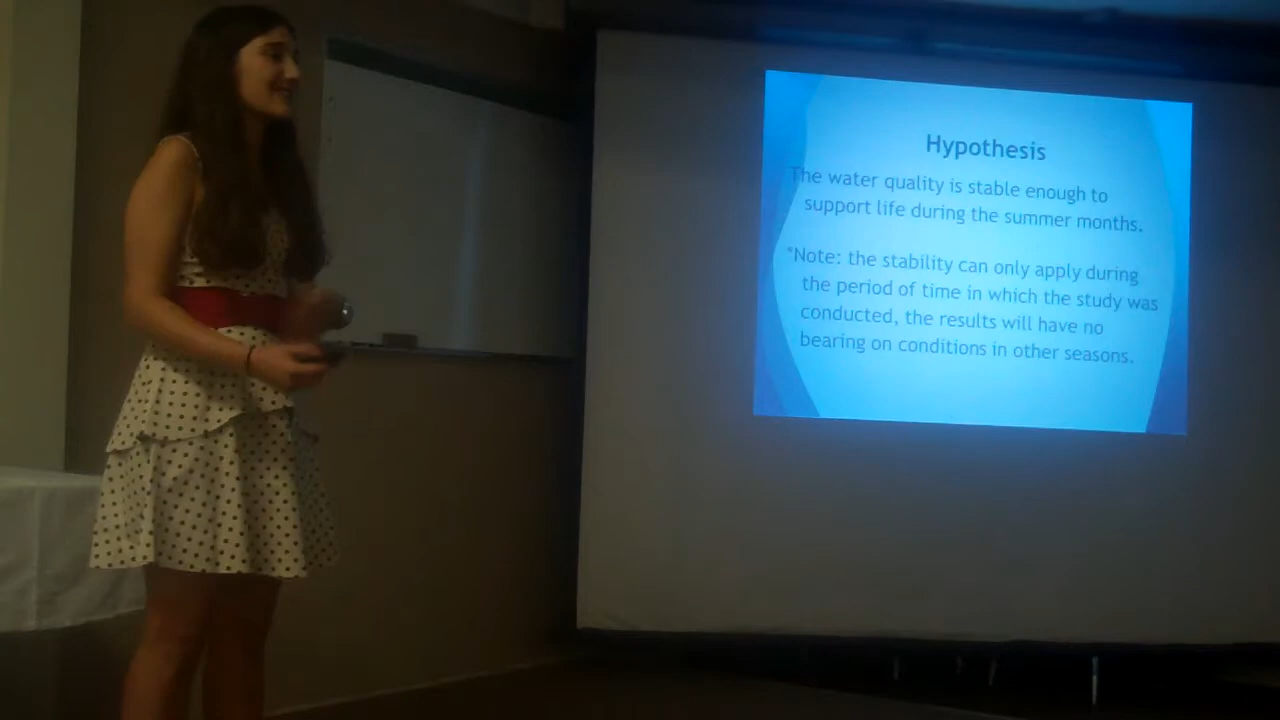 Hypothesis
The water quality is stable enough to
support life during the summer months.
*Note: the stability can only apply during
the period of time in which the study was
conducted, the results will have no
bearing on conditions in other seasons.